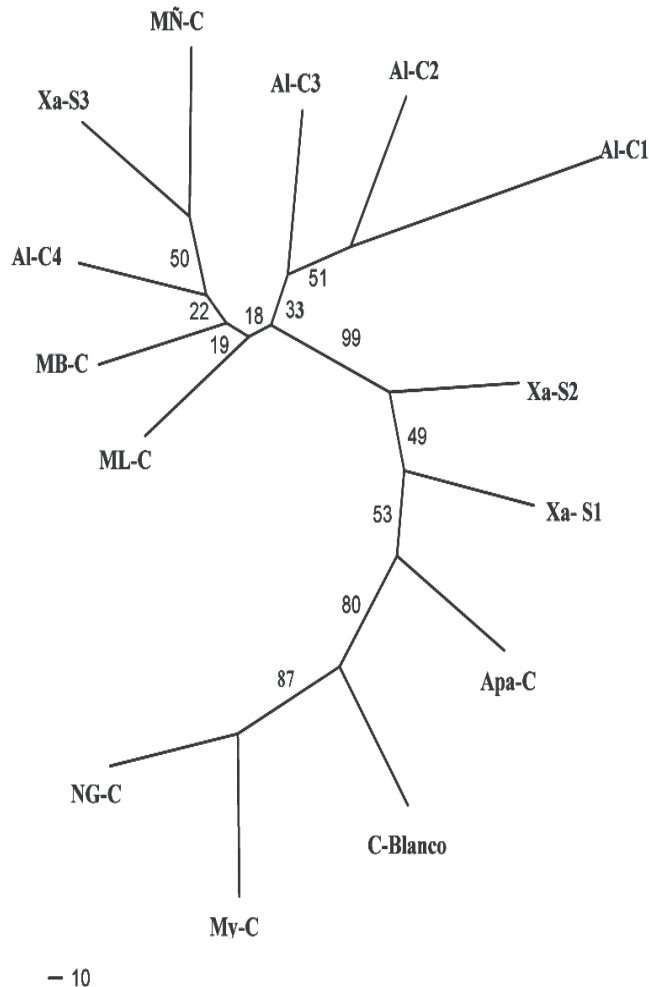 MÑ-C
Al-C2
Al-C3
Xa-S3
Al-C1
50
Al-C4
51
22
18
33
19
99
MB-C
Xa-S2
49
ML-C
Xa- S1
53
80
87
Apa-C
NG-C
C-Blanco
My-C
10